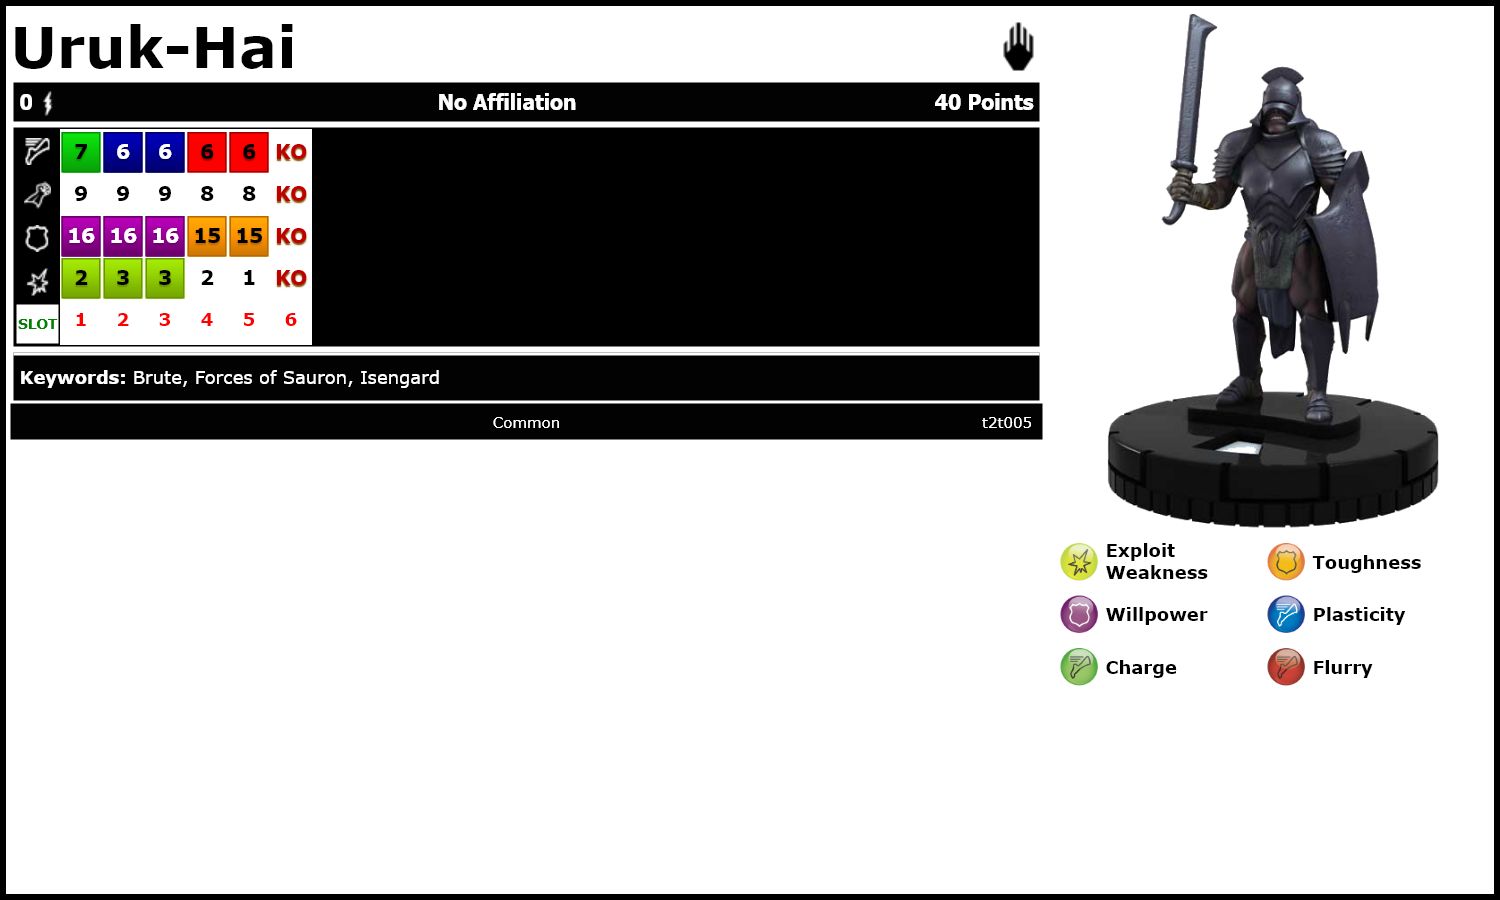 Uruk-Hai
0 No Affiliation 40 Points
7 6 6 6 6 KO
9 9 9 8 8 KO
16 16 16 15 15 KO
2 3 3 2 1 KO
SLOT 1 2 3 4 5 6
Keywords: Brute, Forces of Sauron, Isengard
Common t2t005
Exploit
Weakness
Toughness
Willpower
Plasticity
Charge
Flurry